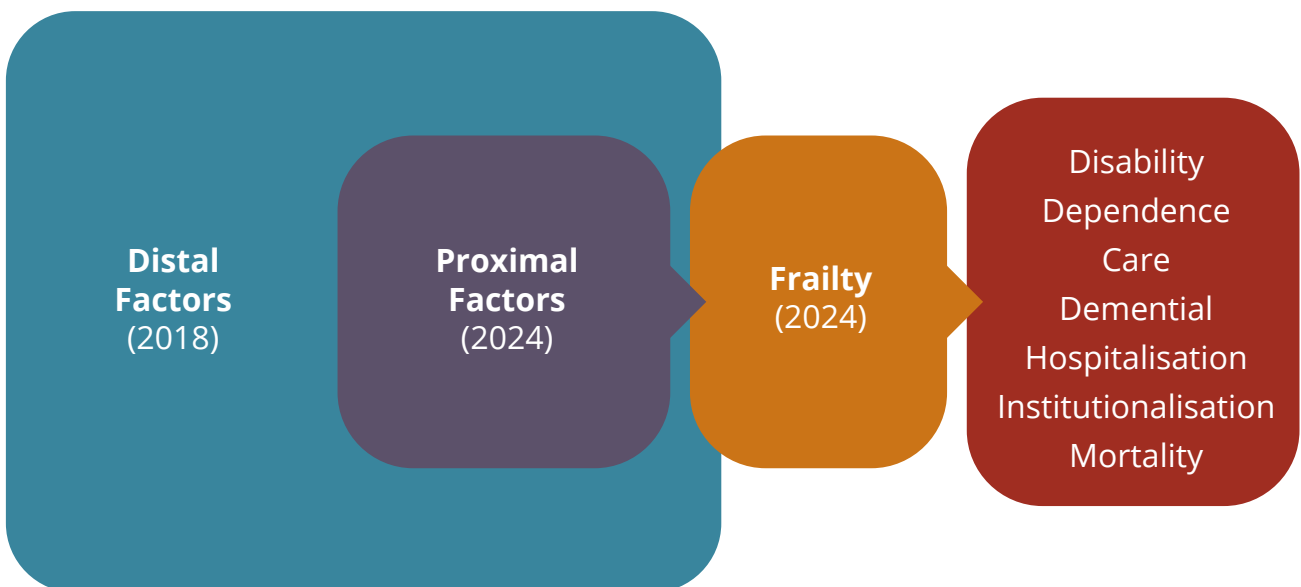 Distal
Factors
(2018)
Proximal
Factors
(2024)
Frailty
(2024)
Disability
Dependence
Care
Demential
Hospitalisation
Institutionalisation
Mortality